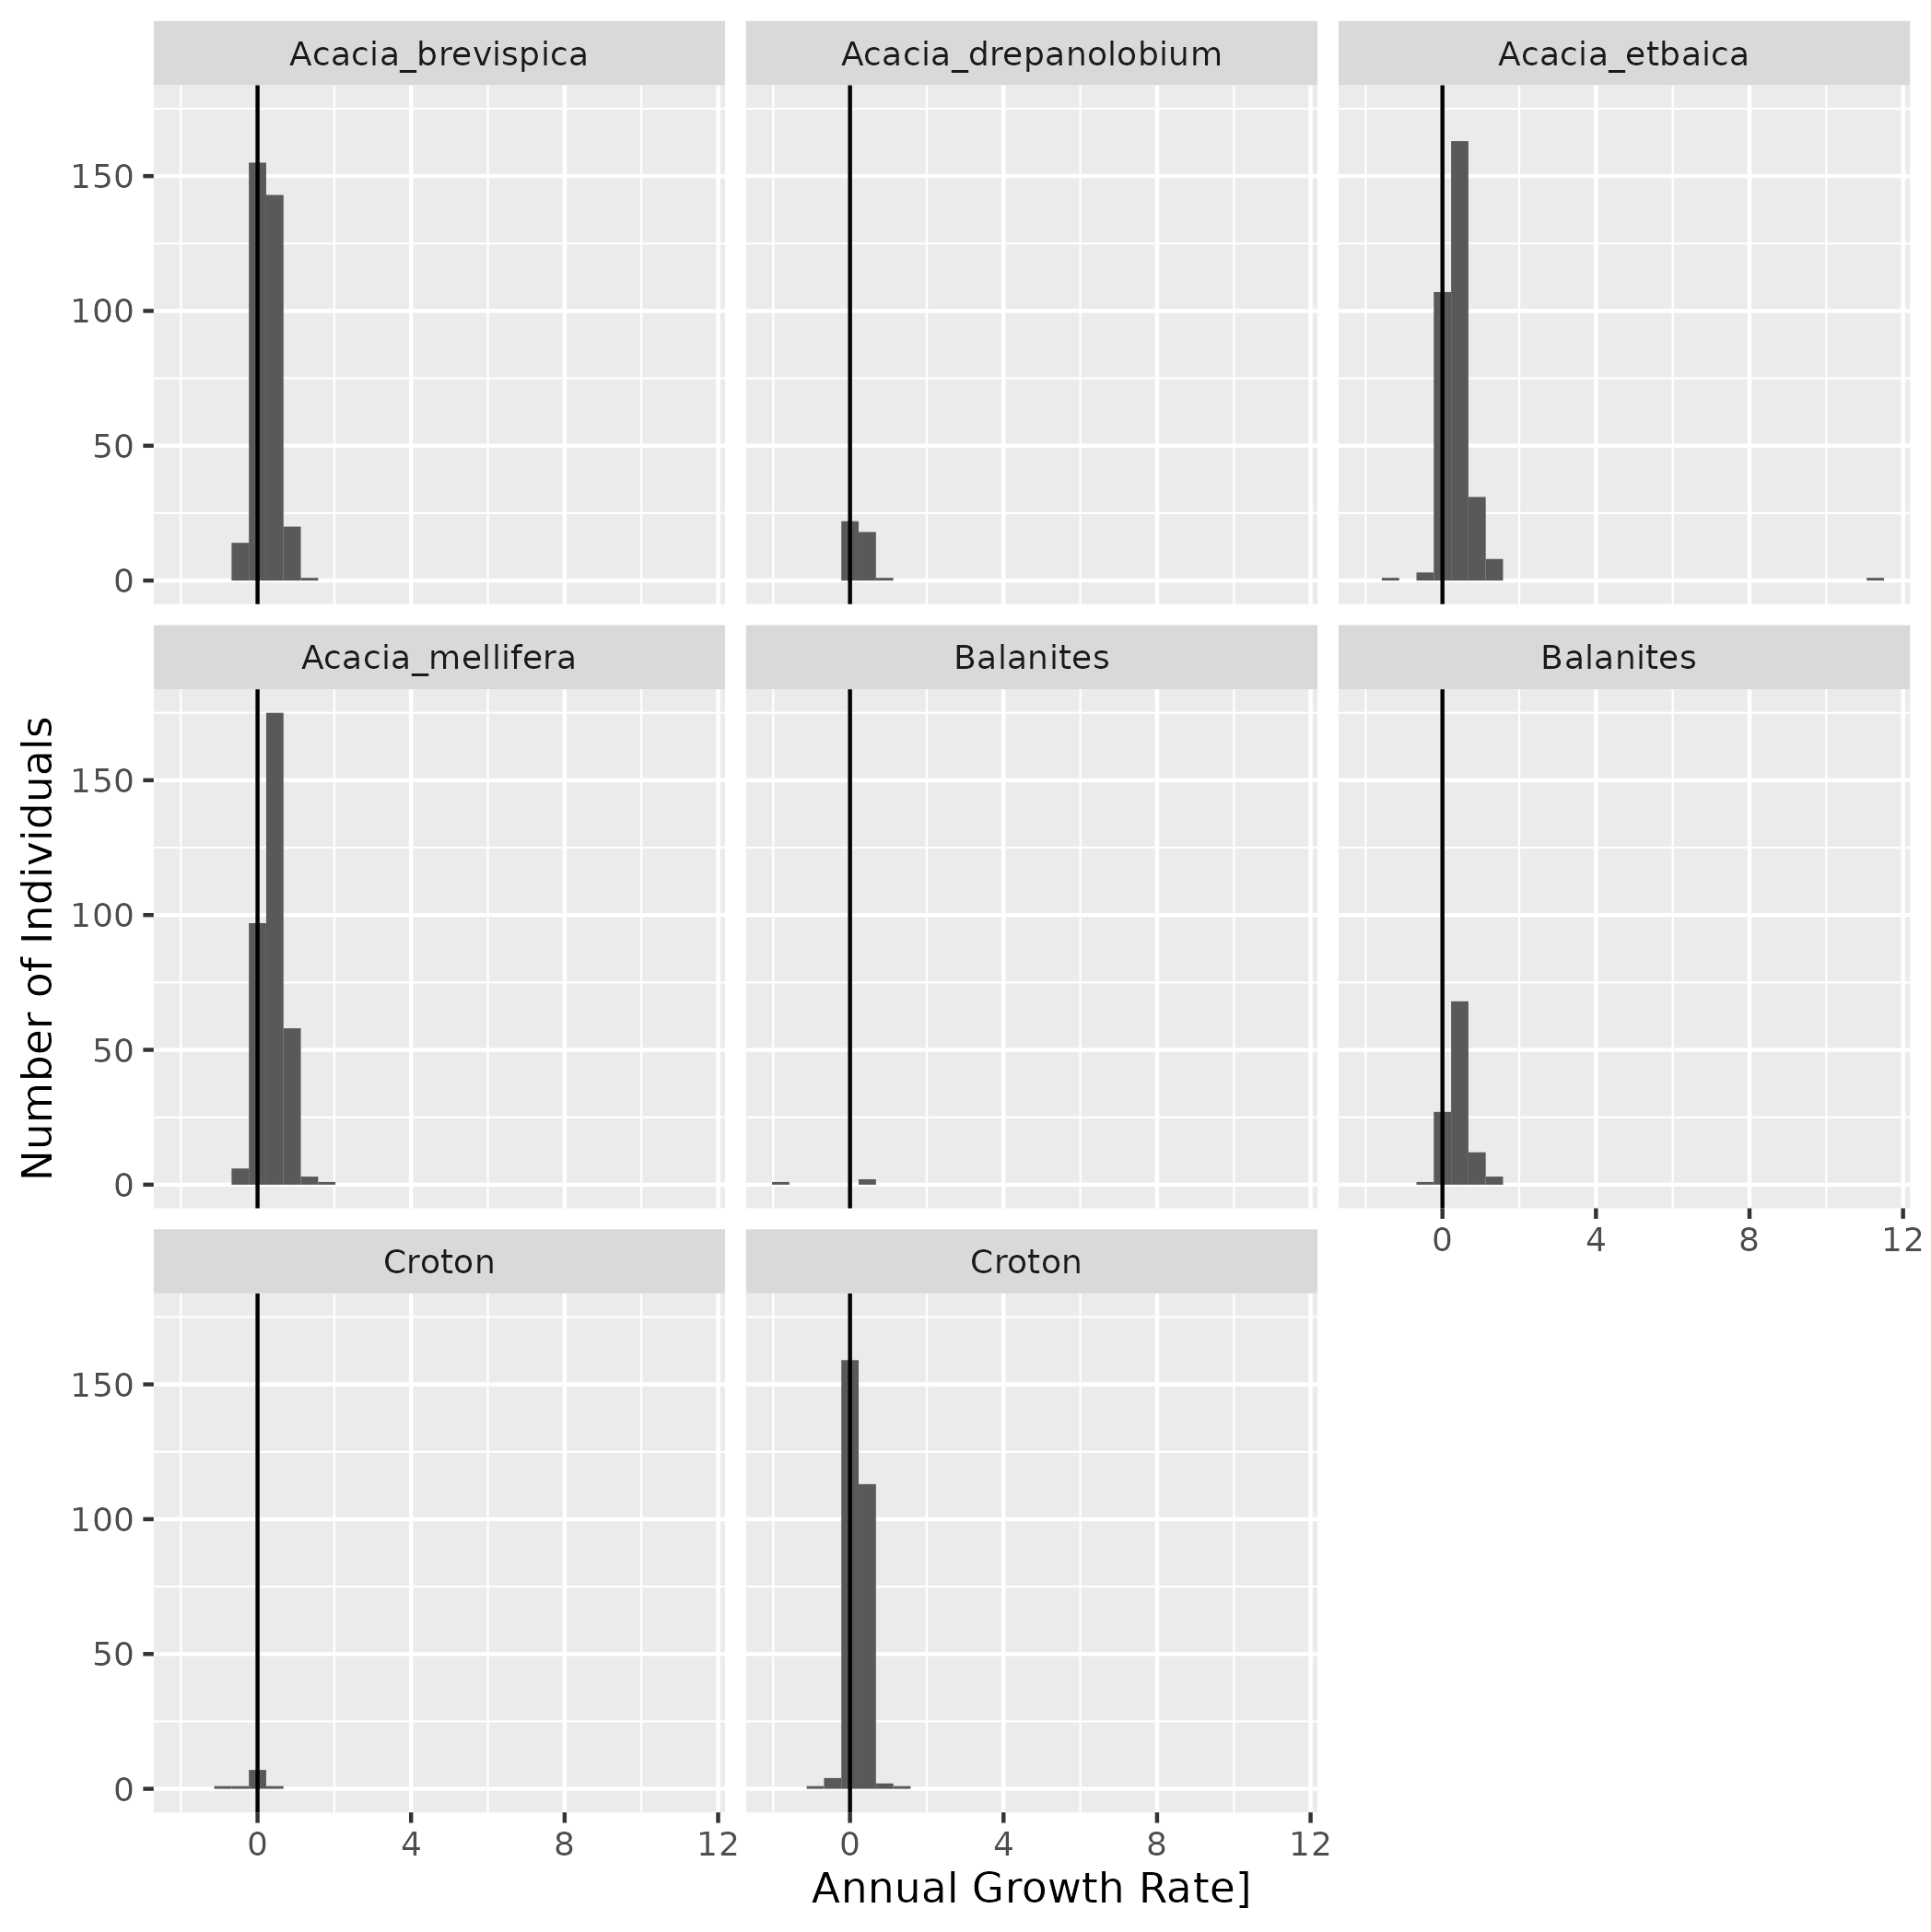 Acacia_brevispica Acacia_drepanolobium Acacia_etbaica
150
100
50
0
Acacia_mellifera Balanites Balanites
Number of Individuals
150
100
50
0
0 4 8 12
Croton Croton
150
100
50
0
0 4 8 12 0 4 8 12
Annual Growth Rate]